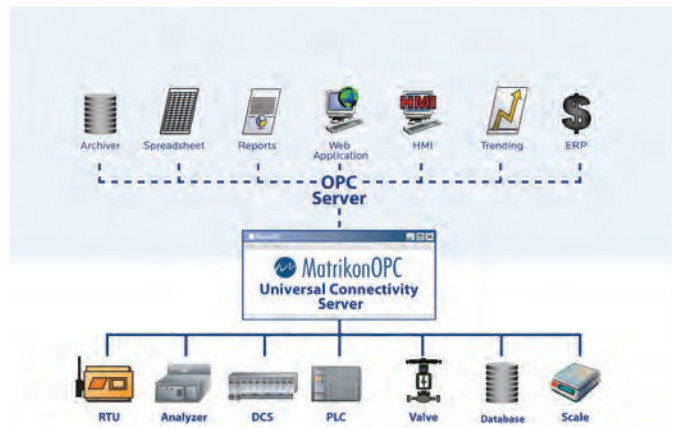 HMI
Archiver Spreadsheet Reports Web Application HMI Trending ERP
OPC
Server
MatrikonOPC
Universal Connectivity
Server
RTU Analyzer DCS PLC Valve Database Scale